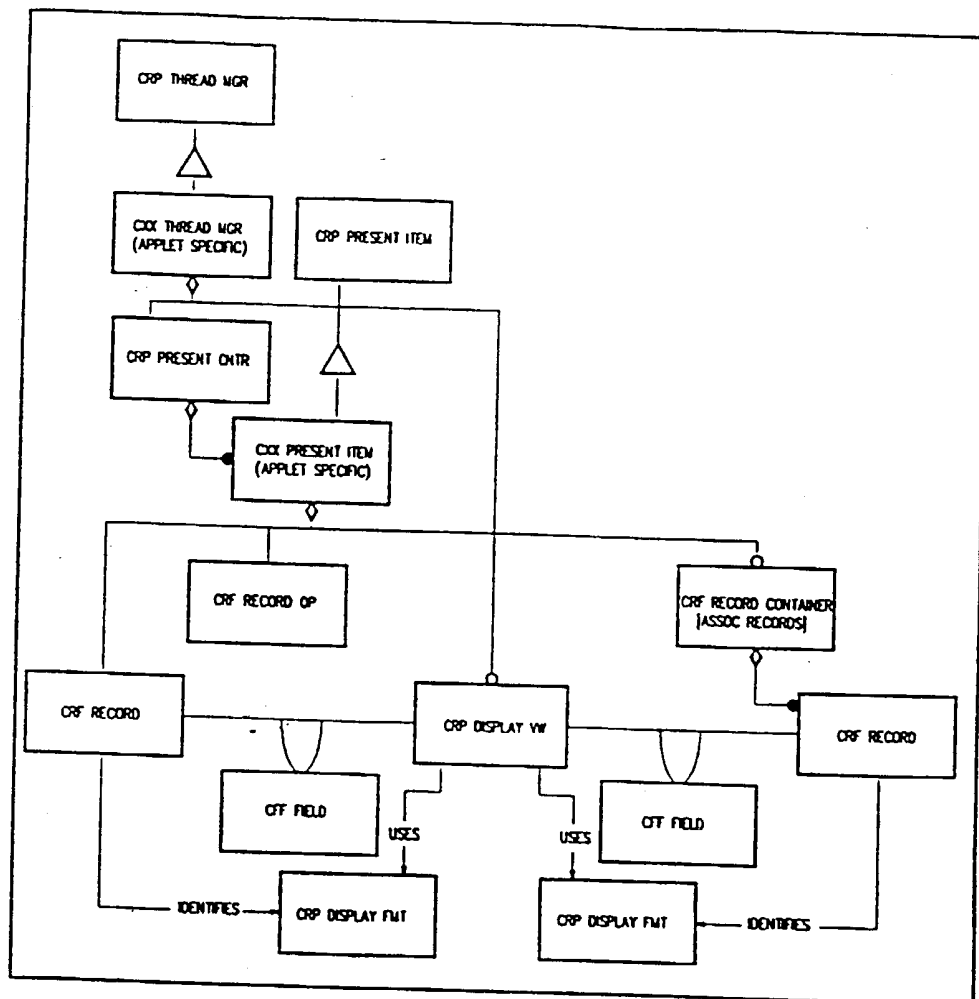 CRP THREAD MGR
CXX THREAD MGR
(APPLET SPECIFIC)
CRP PRESENT ITEM
CRP PRESENT CNTR
CXX PRESENT ITEM
(APPLET SPECIFIC)
CRF RECORD OP
CRF RECORD CONTAINER
|ASSOC RECORDS|
CRF RECORD
CRP DISPLAY VW
CRF RECORD
CFF FIELD
CFF FIELD
USES
USES
CRP DISPLAY FMT
CRP DISPLAY FMT
IDENTIFIES
IDENTIFIES